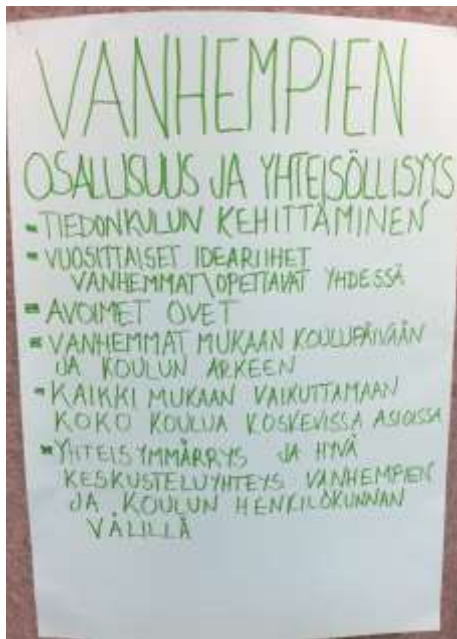 VANHEMPIEN
OSALLISUUS JA YHTEISÖLLISYYS
- TIEDONKULUN KEHITTÄMINEN
- VUOSITTAISET IDEARIIHET
VANHEMMAT\OPETTAVAT YHDESSÄ
- AVOIMET OVET
- VANHEMMAT MUKAAN KOULUPÄIVÄÄN
JA KOULUN ARKEEN
- KAIKKI MUKAAN VAIKUTTAMAAN
KOKO KOULUA KOSKEVISSA ASIOISSA
- YHTEISYMMÄRRYS JA HYVÄ
KESKUSTELUYHTEYS VANHEMPIEN
JA KOULUN HENKILÖKUNNAN
VÄLILLÄ